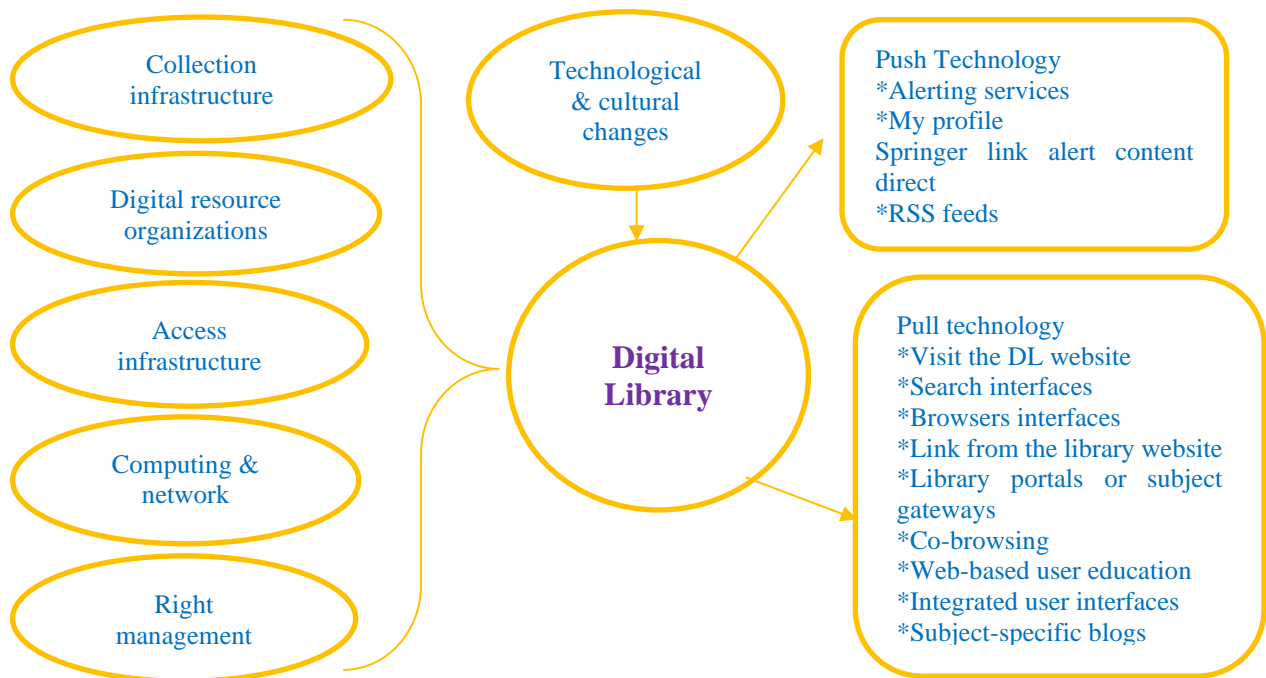 Collection
infrastructure
Digital resource
organizations
Access
infrastructure
Computing &
network
Right
management
Technological
& cultural
changes
Digital
Library
Push Technology
*Alerting services
*My profile
Springer link alert content
direct
*RSS feeds
Pull technology
*Visit the DL website
*Search interfaces
*Browsers interfaces
*Link from the library website
*Library portals or subject
gateways
*Co-browsing
*Web-based user education
*Integrated user interfaces
*Subject-specific blogs